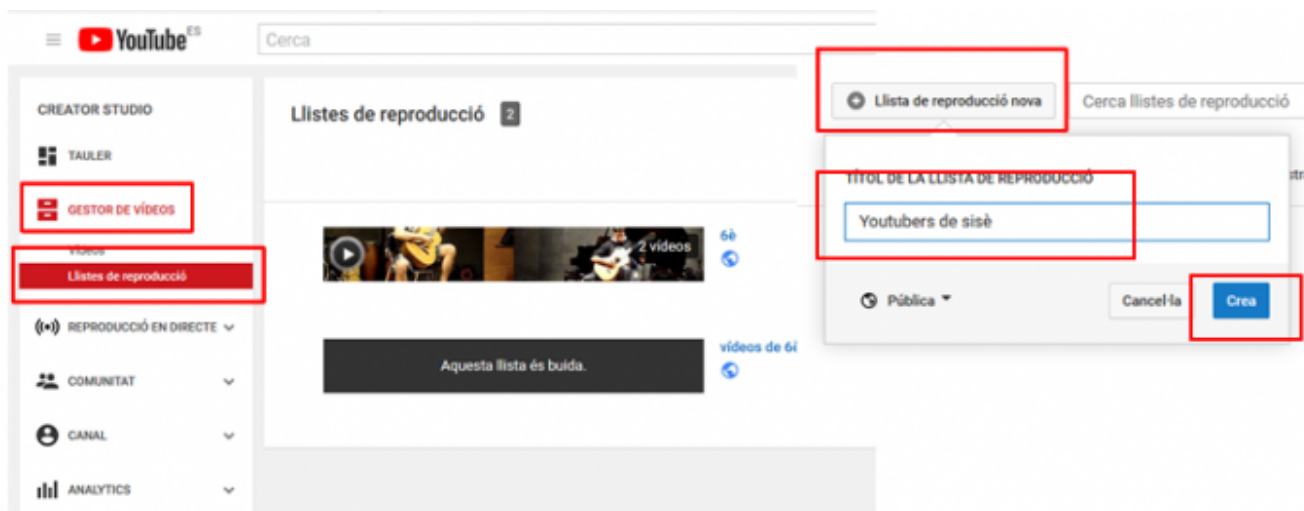 YouTube ES
Cerca
CREATOR STUDIO
TAULER
GESTOR DE VÍDEOS
Vídeos
Llistes de reproducció
REPRODUCCIÓ EN DIRECTE
COMUNITAT
CANAL
ANALYTICS
Llistes de reproducció 2
2 vídeos
6è
Aquesta llista és buida.
vídeos de 6è
Llista de reproducció nova
Cerca llistes de reproducció
TÍTOL DE LA LLISTA DE REPRODUCCIÓ
Youtubers de sisè
Pública
Cancel·la
Crea